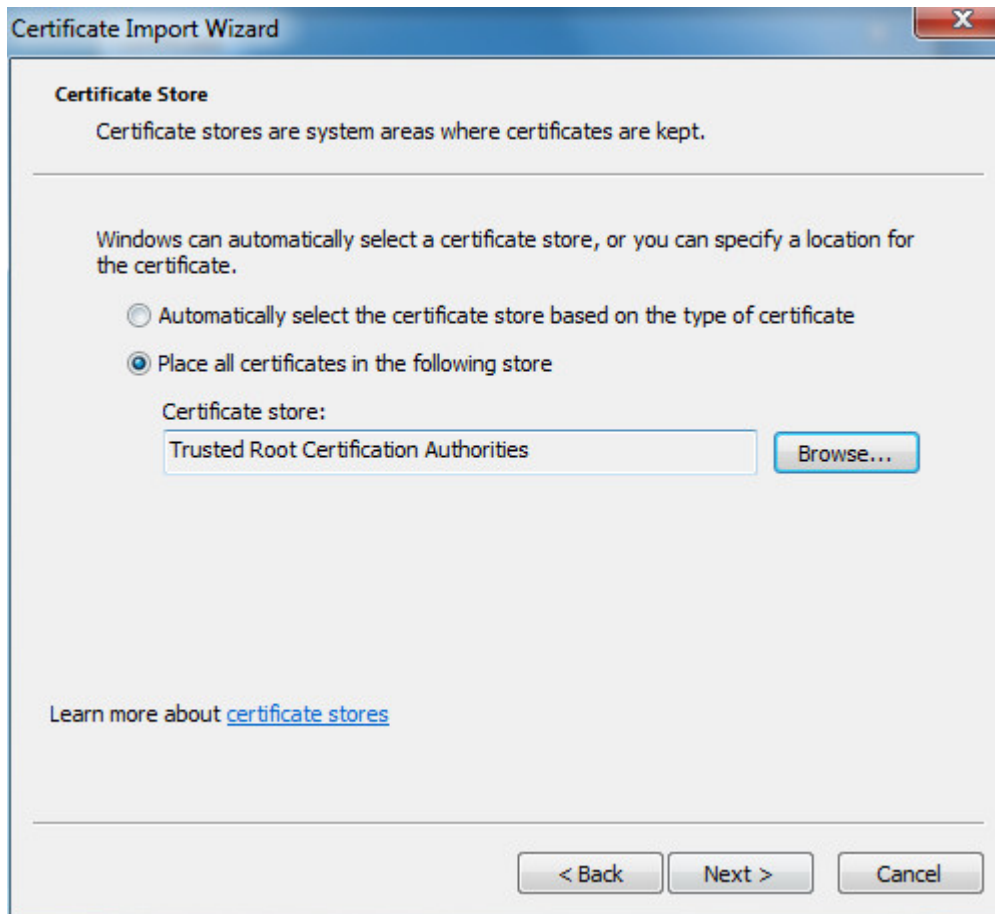 Certificate Import Wizard
Certificate Store
Certificate stores are system areas where certificates are kept.
Windows can automatically select a certificate store, or you can specify a location for
the certificate.
Automatically select the certificate store based on the type of certificate
Place all certificates in the following store
Certificate store:
Trusted Root Certification Authorities
Browse...
Learn more about certificate stores
< Back
Next >
Cancel